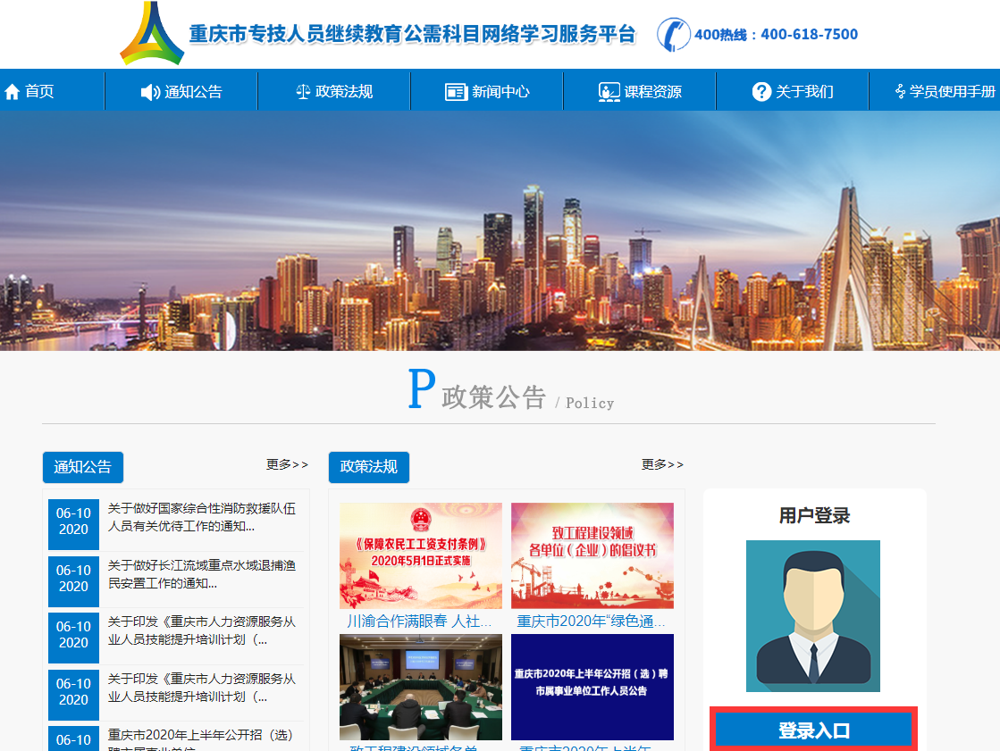 重庆市专技人员继续教育公需科目网络学习服务平台
400热线：400-618-7500
首页
通知公告
政策法规
新闻中心
课程资源
关于我们
学员使用手册
P 政策公告 / Policy
通知公告
更多>>
06-10
2020
关于做好国家综合性消防救援队伍
人员有关优待工作的通知...
06-10
2020
关于做好长江流域重点水域退捕渔
民安置工作的通知...
06-10
2020
关于印发《重庆市人力资源服务从
业人员技能提升培训计划（...
06-10
2020
关于印发《重庆市人力资源服务从
业人员技能提升培训计划（...
06-10
重庆市2020年上半年公开招（选）
政策法规
更多>>
《保障农民工工资支付条例》
2020年5月1日正式实施
川渝合作满眼春 人社...
致工程建设领域
各单位（企业）的倡议书
重庆市2020年“绿色通...
致工程建设领域各单...
重庆市2020年上半年公开招（选）聘
市属事业单位工作人员公告
重庆市2020年上半年...
用户登录
登录入口